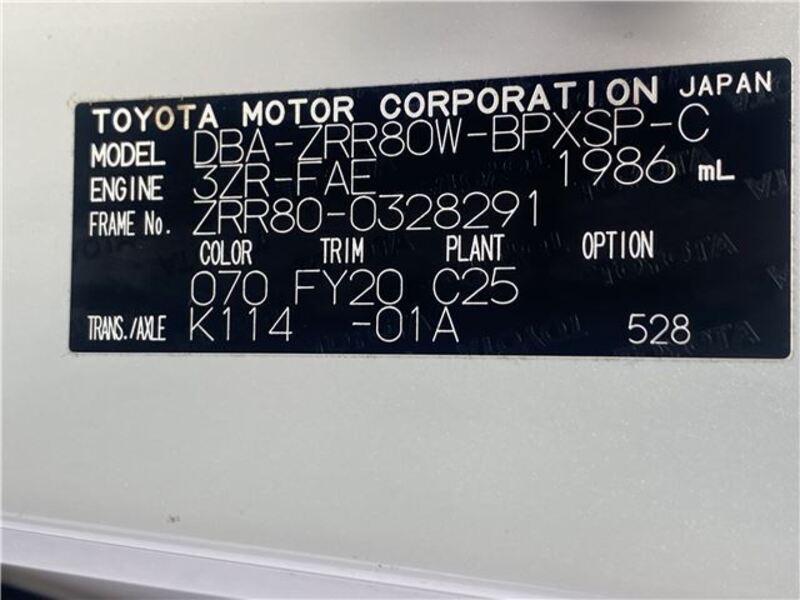 TOYOTA MOTOR CORPORATION JAPAN
MODEL DBA-ZRR80W-BPXSP-C
ENGINE 3ZR-FAE 1986 mL
FRAME No. ZRR80-0328291
COLOR TRIM PLANT OPTION
070 FY20 C25
TRANS./AXLE K114 -01A 528